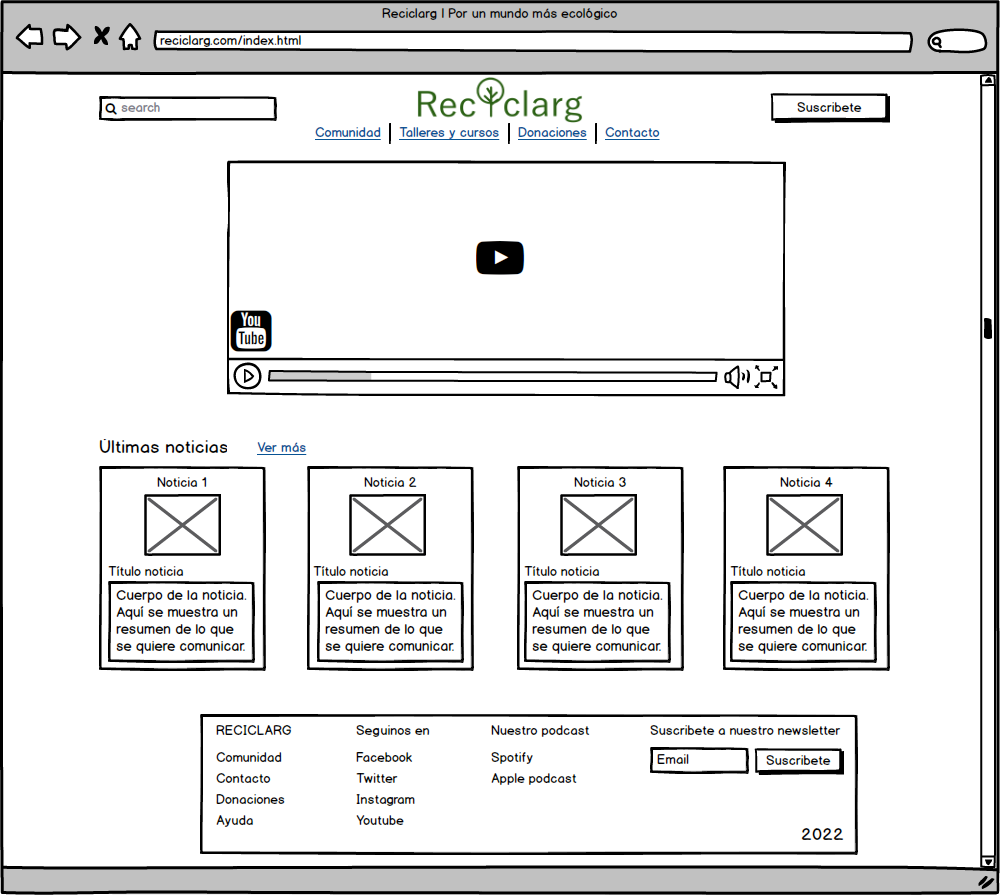 Reciclarg | Por un mundo más ecológico
reciclarg.com/index.html
search
Reciclarg
Suscribete
Comunidad | Talleres y cursos | Donaciones | Contacto
You
Tube
Últimas noticias Ver más
Noticia 1
Título noticia
Cuerpo de la noticia.
Aquí se muestra un
resumen de lo que
se quiere comunicar.
Noticia 2
Título noticia
Cuerpo de la noticia.
Aquí se muestra un
resumen de lo que
se quiere comunicar.
Noticia 3
Título noticia
Cuerpo de la noticia.
Aquí se muestra un
resumen de lo que
se quiere comunicar.
Noticia 4
Título noticia
Cuerpo de la noticia.
Aquí se muestra un
resumen de lo que
se quiere comunicar.
RECICLARG
Comunidad
Contacto
Donaciones
Ayuda
Seguinos en
Facebook
Twitter
Instagram
Youtube
Nuestro podcast
Spotify
Apple podcast
Suscribete a nuestro newsletter
Email Suscribete
2022